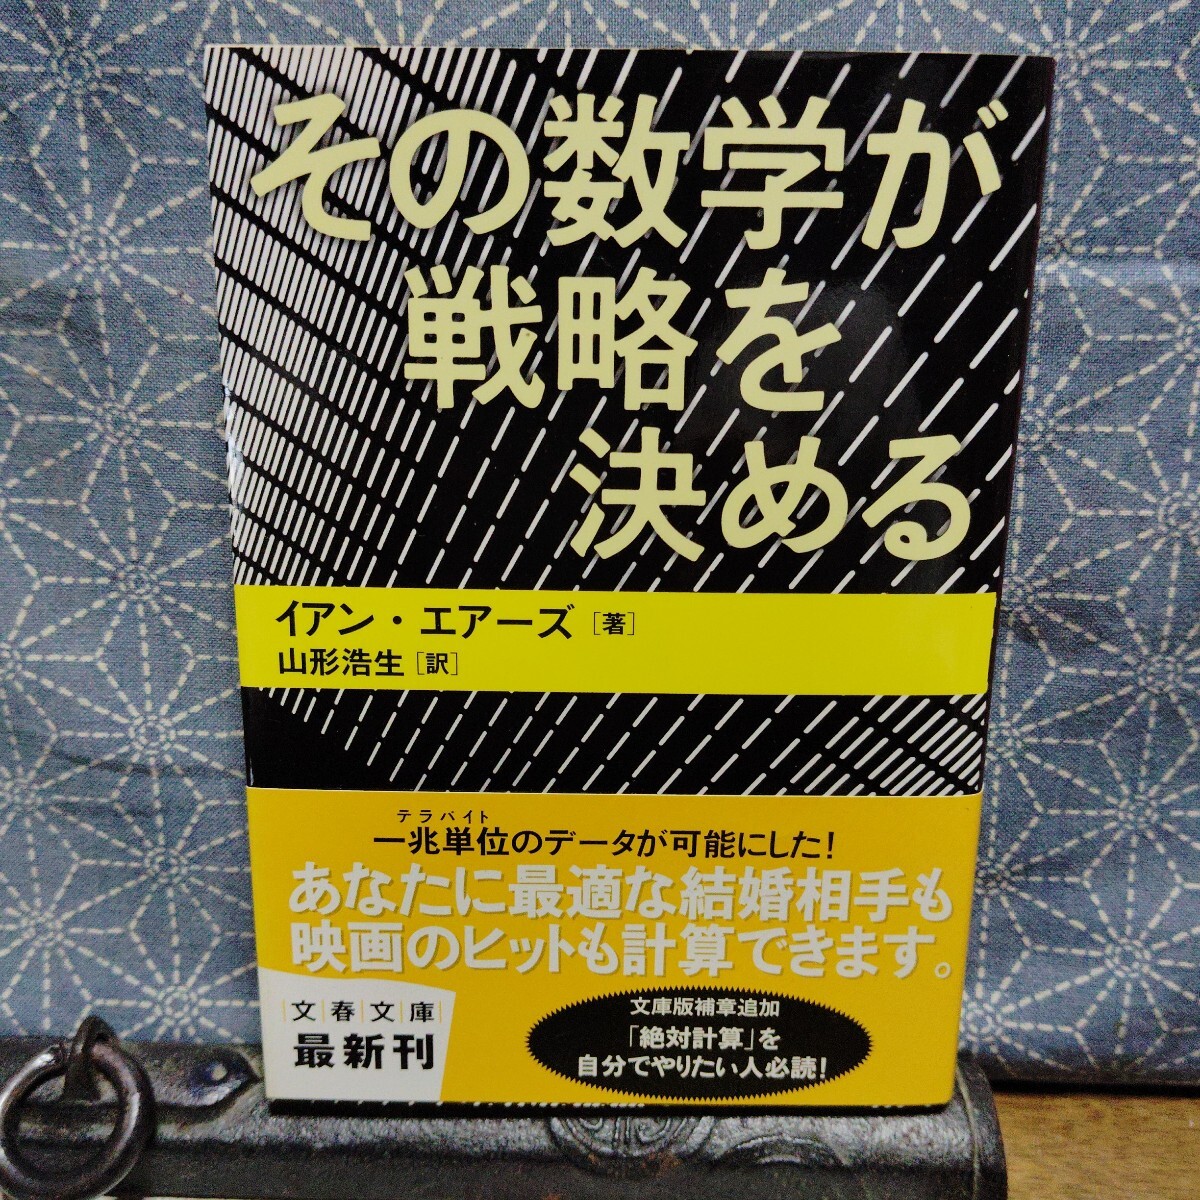 その数学が
戦略を
決める
イアン・エアーズ［著］
山形浩生［訳］
テラバイト
一兆単位のデータが可能にした！
あなたに最適な結婚相手も
映画のヒットも計算できます。
文春文庫
最新刊
文庫版補章追加
「絶対計算」を
自分でやりたい人必読！